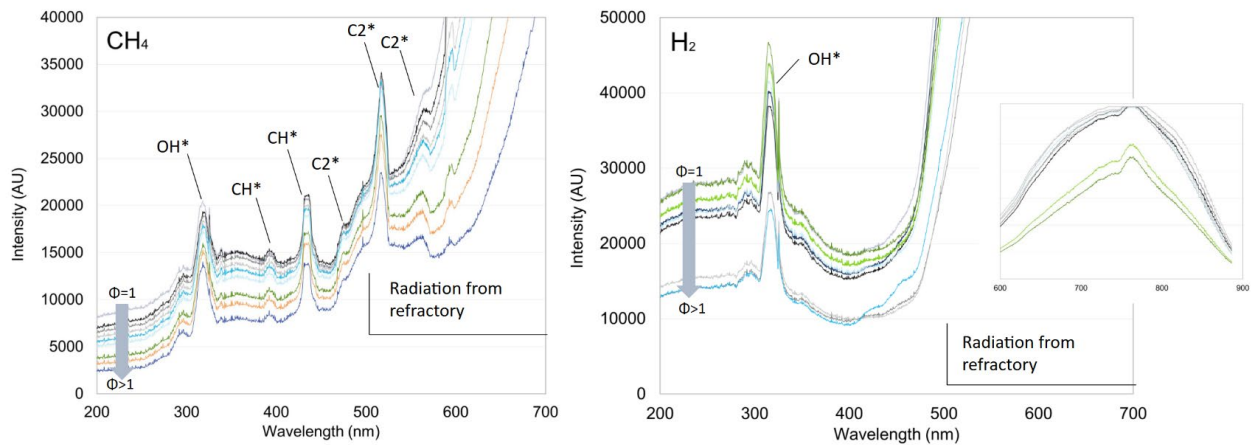 CH₄
40000
35000
30000
25000
20000
15000
10000
5000
0
Intensity (AU)
OH*
CH*
CH*
C2*
C2*
C2*
Φ=1
Φ>1
Radiation from
refractory
200 300 400 500 600 700
Wavelength (nm)
H₂
50000
40000
30000
20000
10000
0
Intensity (AU)
OH*
Φ=1
Φ>1
Radiation from
refractory
200 300 400 500 600 700
Wavelength (nm)
600 700 800 900